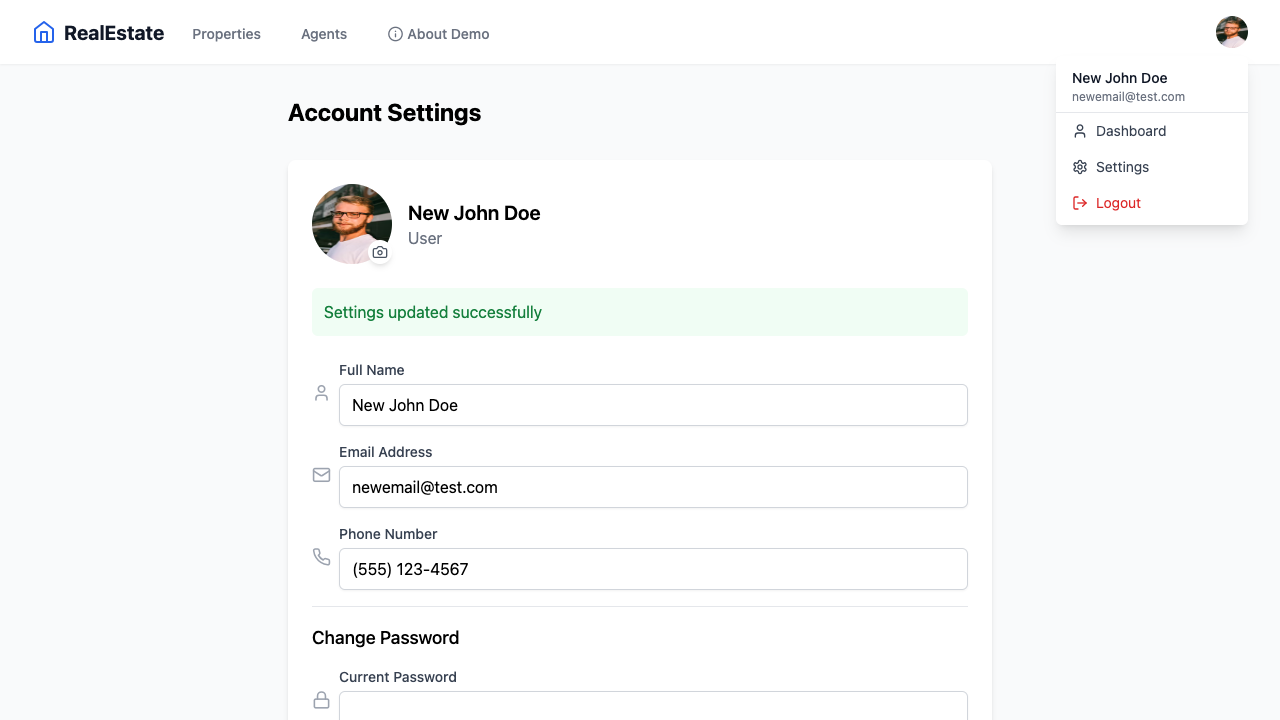 RealEstate
Properties
Agents
About Demo
New John Doe
newemail@test.com
Dashboard
Settings
Logout
Account Settings
New John Doe
User
Settings updated successfully
Full Name
New John Doe
Email Address
newemail@test.com
Phone Number
(555) 123-4567
Change Password
Current Password